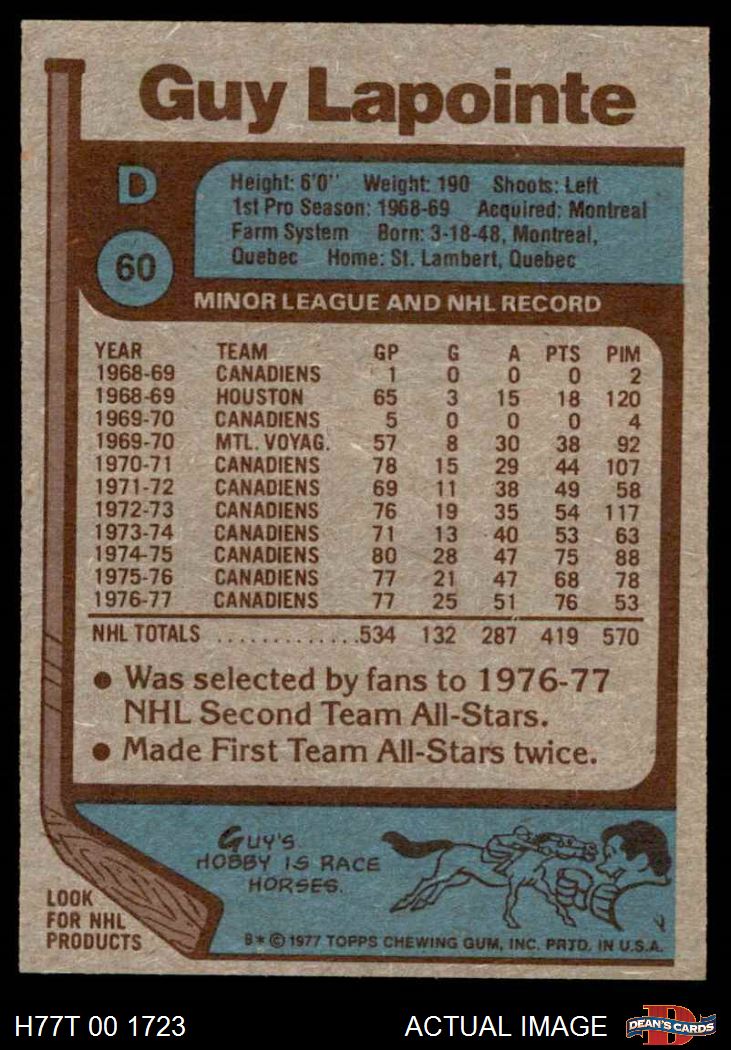 Guy Lapointe
D
60
Height: 6'0" Weight: 190 Shoots: Left
1st Pro Season: 1968-69 Acquired: Montreal
Farm System Born: 3-18-48, Montreal,
Quebec Home: St. Lambert, Quebec
MINOR LEAGUE AND NHL RECORD
YEAR TEAM GP G A PTS PIM
1968-69 CANADIENS 1 0 0 0 2
1968-69 HOUSTON 65 3 15 18 120
1969-70 CANADIENS 5 0 0 0 4
1969-70 MTL. VOYAG. 57 8 30 38 92
1970-71 CANADIENS 78 15 29 44 107
1971-72 CANADIENS 69 11 38 49 58
1972-73 CANADIENS 76 19 35 54 117
1973-74 CANADIENS 71 13 40 53 63
1974-75 CANADIENS 80 28 47 75 88
1975-76 CANADIENS 77 21 47 68 78
1976-77 CANADIENS 77 25 51 76 53
NHL TOTALS .............534 132 287 419 570
● Was selected by fans to 1976-77
NHL Second Team All-Stars.
● Made First Team All-Stars twice.
GUY'S
HOBBY IS RACE
HORSES.
LOOK
FOR NHL
PRODUCTS
B* © 1977 TOPPS CHEWING GUM, INC. PRTD. IN U.S.A.
H77T 00 1723
ACTUAL IMAGE
D
DEAN'S CARDS